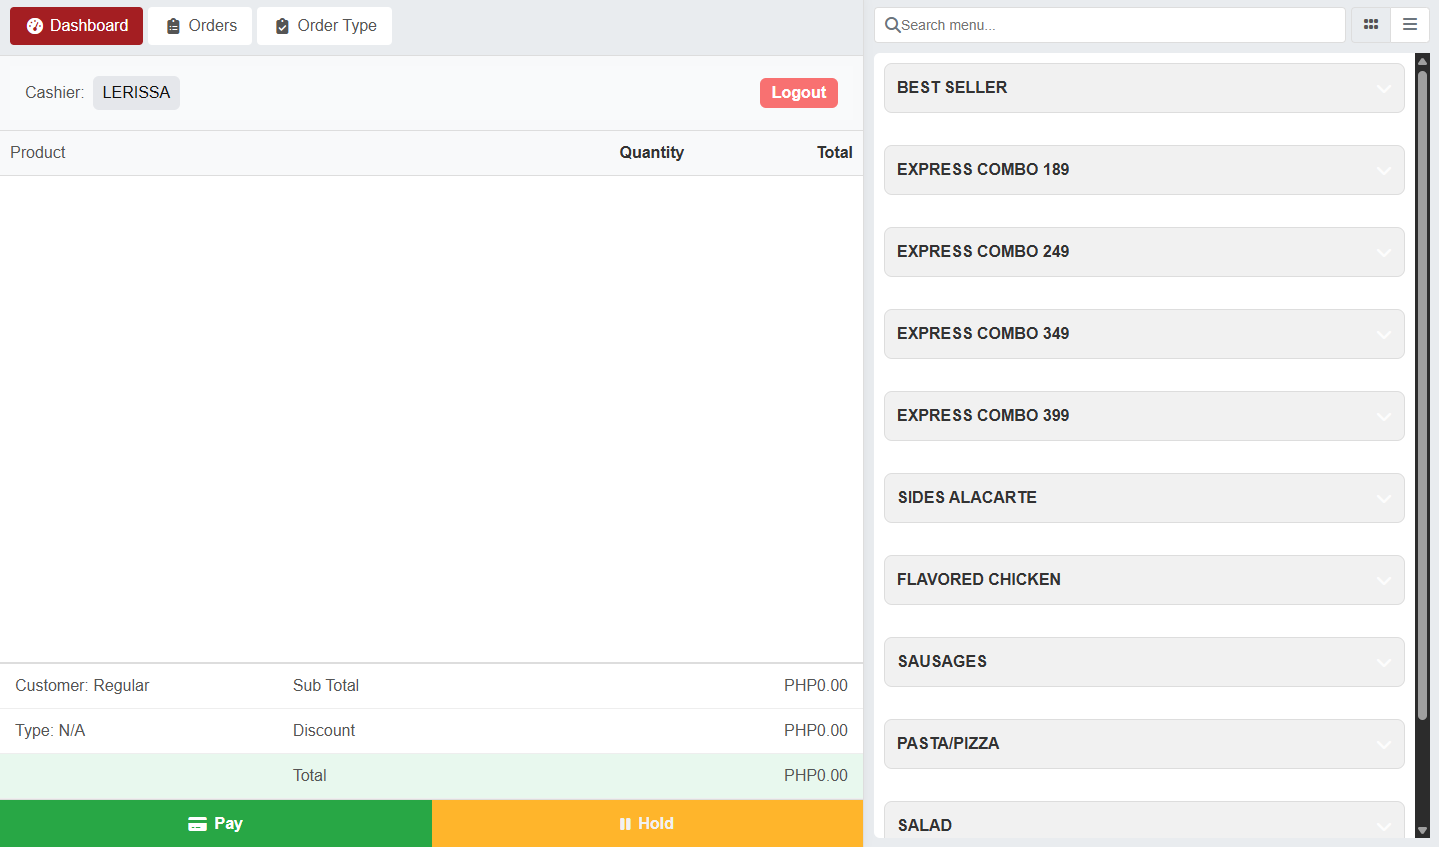 Dashboard
Orders
Order Type
Cashier: LERISSA
Logout
Product Quantity Total
Customer: Regular Sub Total PHP0.00
Type: N/A Discount PHP0.00
Total PHP0.00
Pay
Hold
Search menu...
BEST SELLER
EXPRESS COMBO 189
EXPRESS COMBO 249
EXPRESS COMBO 349
EXPRESS COMBO 399
SIDES ALACARTE
FLAVORED CHICKEN
SAUSAGES
PASTA/PIZZA
SALAD